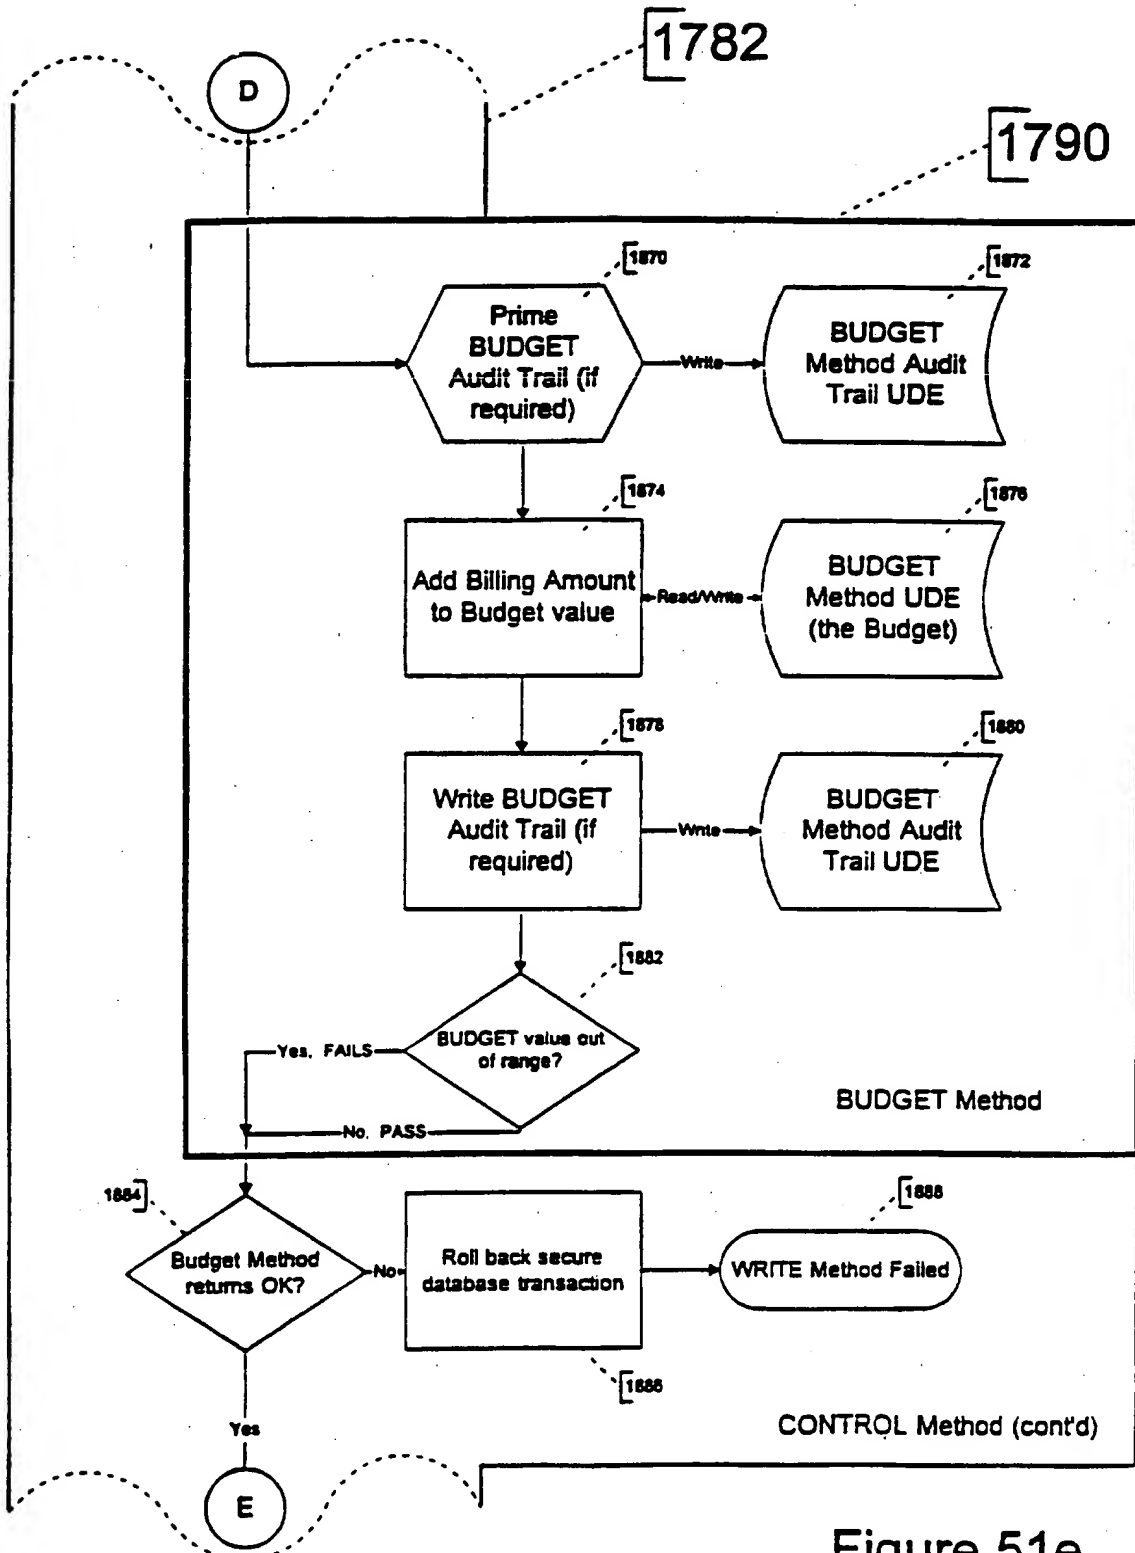 1782
D
1790
1870
1872
Prime
BUDGET
Audit Trail (if
required)
Write
BUDGET
Method Audit
Trail UDE
1874
1876
Add Billing Amount
to Budget value
Read/Write
BUDGET
Method UDE
(the Budget)
1878
1880
Write BUDGET
Audit Trail (if
required)
Write
BUDGET
Method Audit
Trail UDE
1882
BUDGET value out
of range?
Yes, FAILS
BUDGET Method
No, PASS
1884
1888
Budget Method
returns OK?
No
Roll back secure
database transaction
WRITE Method Failed
1886
Yes
CONTROL Method (cont'd)
E
Figure 51e